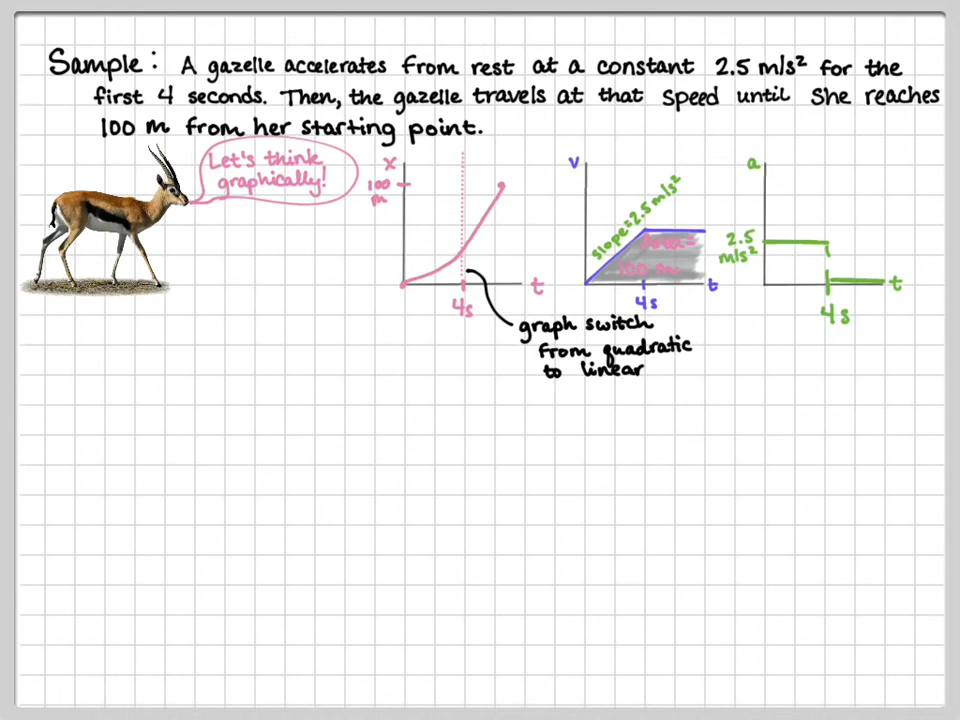 Sample: A gazelle accelerates from rest at a constant 2.5 m/s² for the
first 4 seconds. Then, the gazelle travels at that speed until she reaches
100 m from her starting point.
Let's think
graphically!
x
100
m
4s
t
graph switch
from quadratic
to linear
v
slope=2.5 m/s²
Area=
100 m
4s
t
a
2.5
m/s²
4s
t